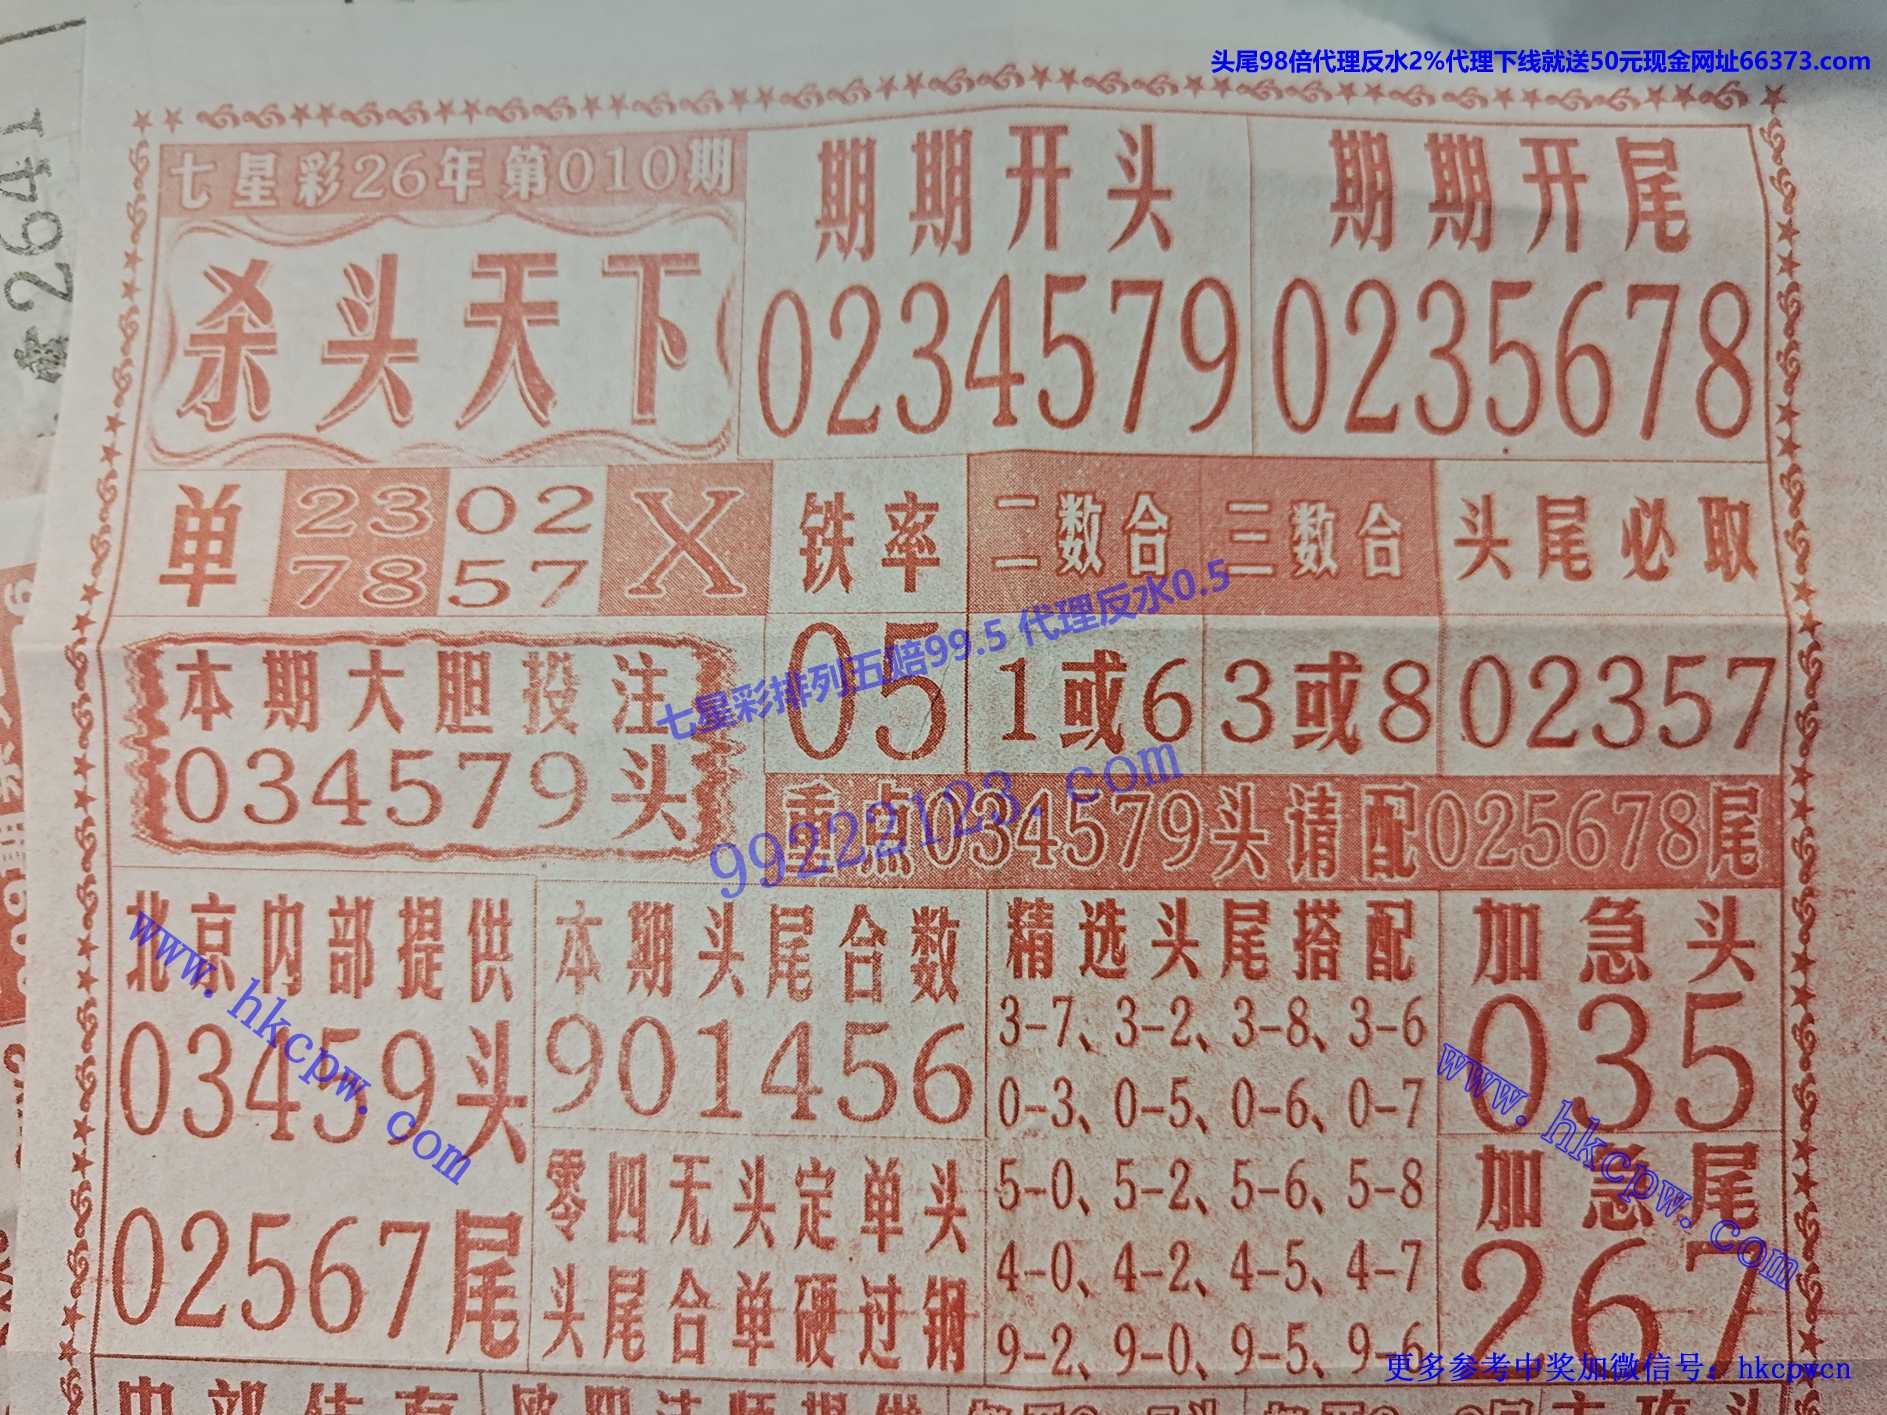 头尾98倍代理反水2%代理下线就送50元现金网址66373.com
七星彩26年第010期
杀头天下
期期开头
0234579
期期开尾
0235678
单
23
78
02
57
X
铁率
05
二数合
1或6
三数合
3或8
头尾必取
02357
本期大胆投注
034579头
重点034579头请配025678尾
七星彩排列五赔99.5 代理反水0.5
99222123.com
北京内部提供
03459头
02567尾
本期头尾合数
901456
零四无头定单头
头尾合单硬过钢
精选头尾搭配
3-7、3-2、3-8、3-6
0-3、0-5、0-6、0-7
5-0、5-2、5-6、5-8
4-0、4-2、4-5、4-7
9-2、9-0、9-5、9-6
加急头
035
加急尾
267
www.hkcpw.com
www.hkcpw.com
更多参考中奖加微信号：hkcpwcn
2641